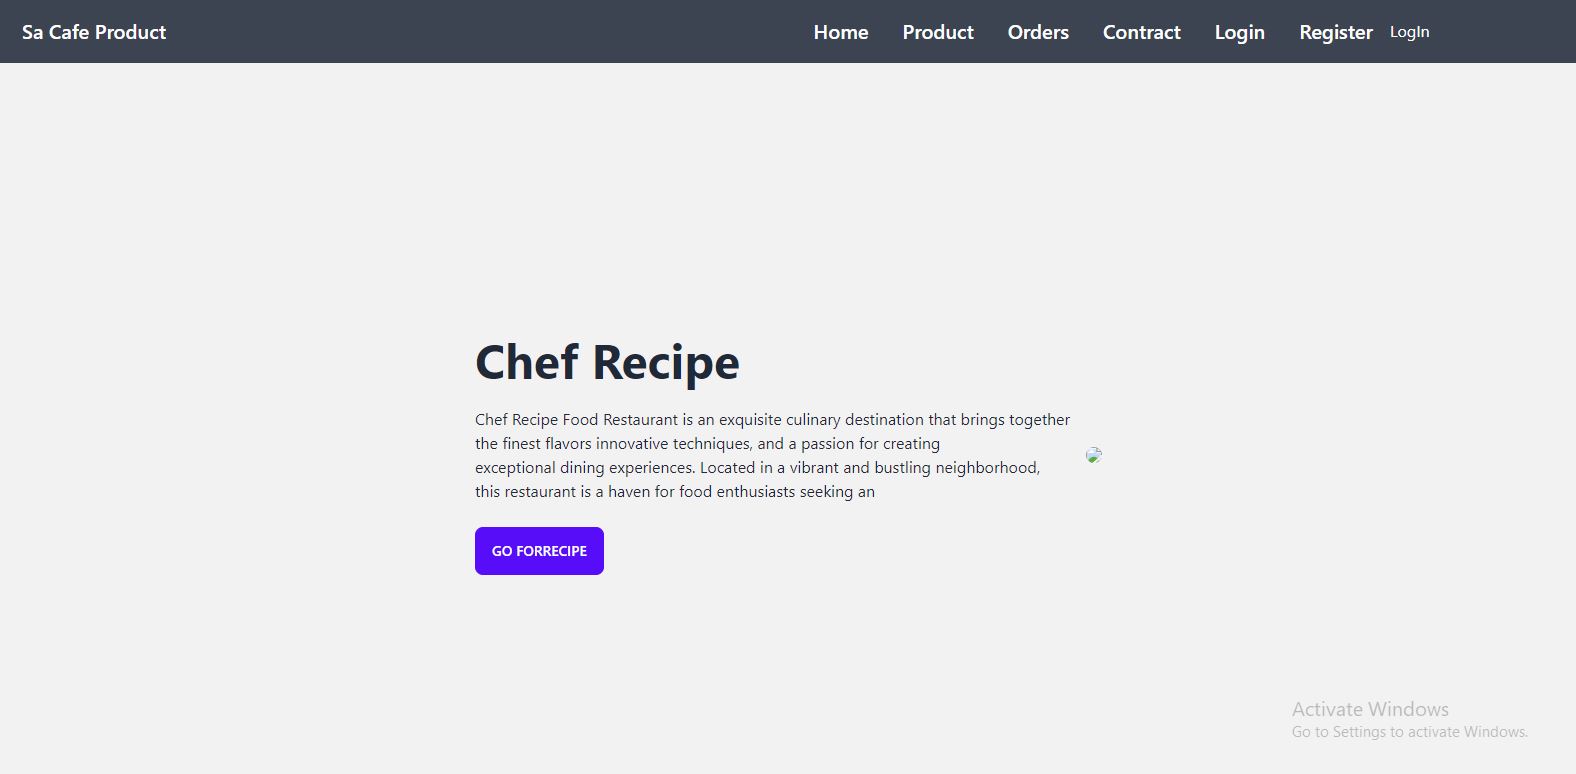 Sa Cafe Product
Home Product Orders Contract Login Register LogIn
Chef Recipe
Chef Recipe Food Restaurant is an exquisite culinary destination that brings together
the finest flavors innovative techniques, and a passion for creating
exceptional dining experiences. Located in a vibrant and bustling neighborhood,
this restaurant is a haven for food enthusiasts seeking an
GO FORRECIPE
Activate Windows
Go to Settings to activate Windows.